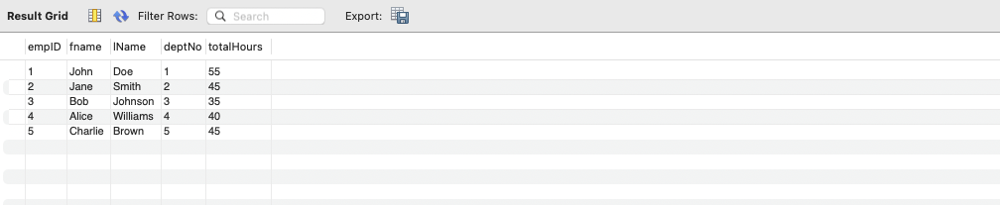 Result Grid Filter Rows: Search Export:
empID fname lName deptNo totalHours
1 John Doe 1 55
2 Jane Smith 2 45
3 Bob Johnson 3 35
4 Alice Williams 4 40
5 Charlie Brown 5 45